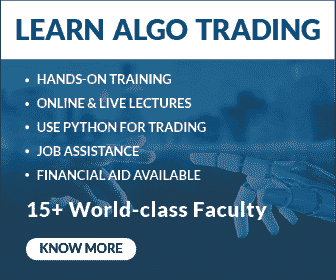 LEARN ALGO TRADING
• HANDS-ON TRAINING
• ONLINE & LIVE LECTURES
• USE PYTHON FOR TRADING
• JOB ASSISTANCE
• FINANCIAL AID AVAILABLE
15+ World-class Faculty
KNOW MORE